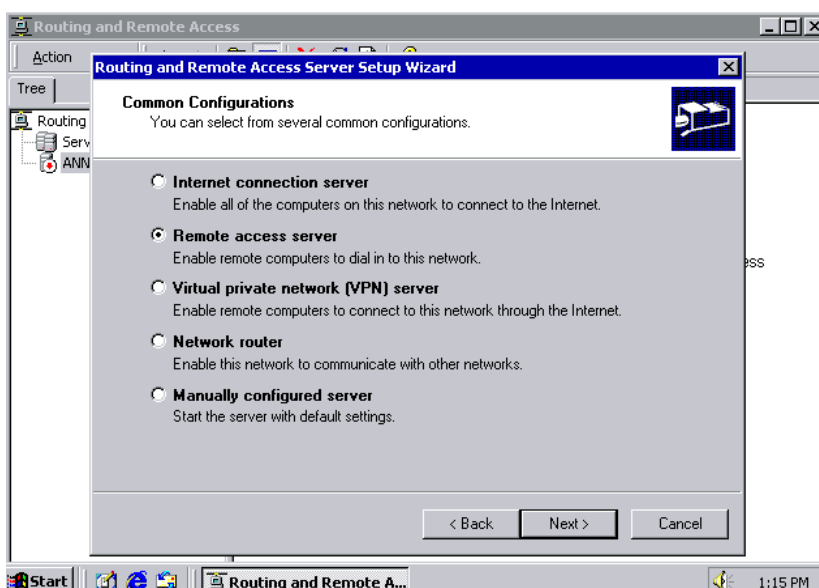 Routing and Remote Access
Action
Routing and Remote Access Server Setup Wizard
Tree
Common Configurations
You can select from several common configurations.
Routing
Serv
ANN
Internet connection server
Enable all of the computers on this network to connect to the Internet.
Remote access server
Enable remote computers to dial in to this network.
ess
Virtual private network (VPN) server
Enable remote computers to connect to this network through the Internet.
Network router
Enable this network to communicate with other networks.
Manually configured server
Start the server with default settings.
< Back Next > Cancel
Start Routing and Remote A... 1:15 PM